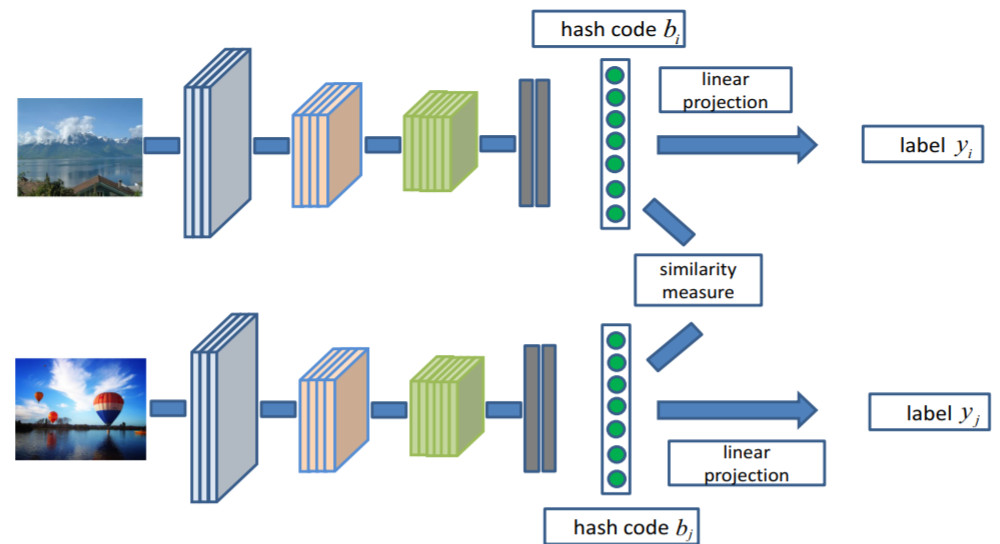 hash code b_i
linear
projection
label y_i
similarity
measure
label y_j
linear
projection
hash code b_j